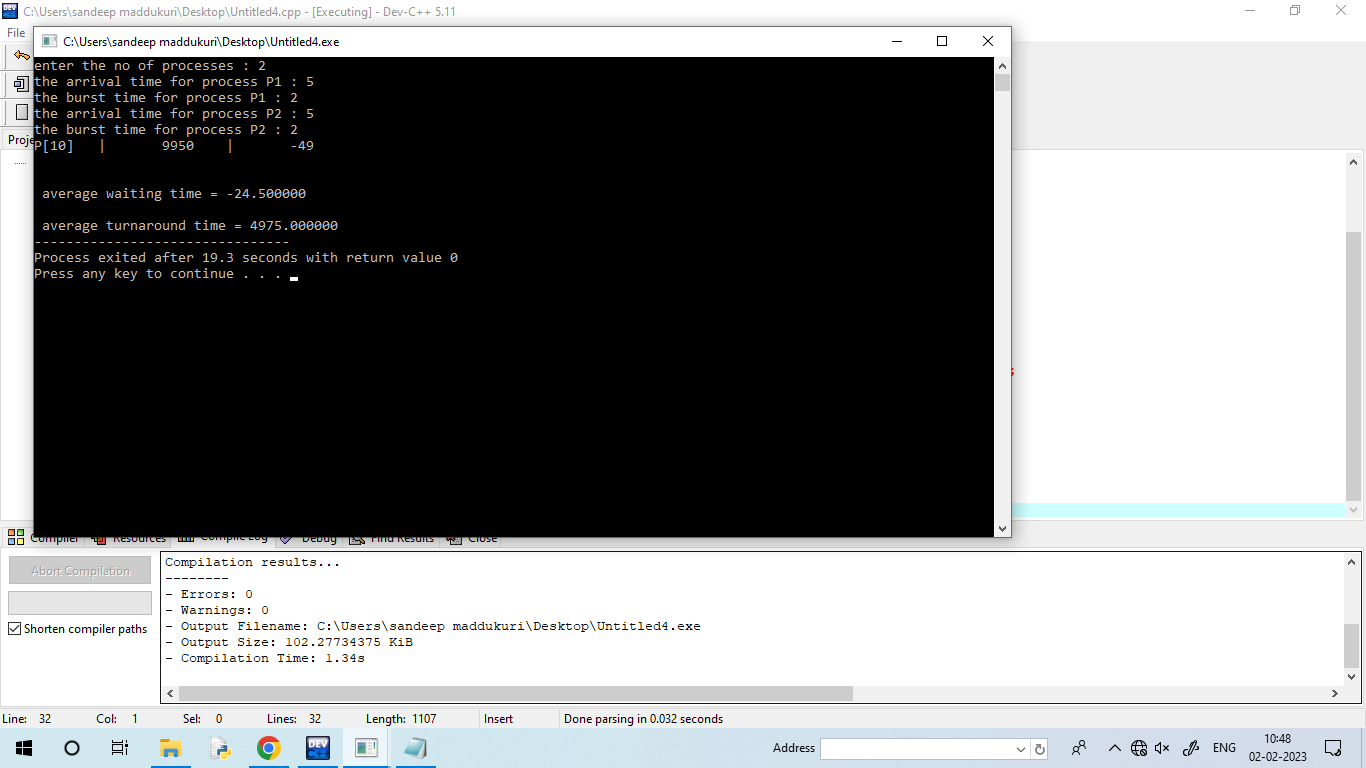 C:\Users\sandeep maddukuri\Desktop\Untitled4.cpp - [Executing] - Dev-C++ 5.11
File
C:\Users\sandeep maddukuri\Desktop\Untitled4.exe
enter the no of processes : 2
the arrival time for process P1 : 5
the burst time for process P1 : 2
the arrival time for process P2 : 5
the burst time for process P2 : 2
P[10] | 9950 | -49
average waiting time = -24.500000
average turnaround time = 4975.000000
--------------------------------
Process exited after 19.3 seconds with return value 0
Press any key to continue . . .
Proje
Compiler Resources Compile Log Debug Find Results Close
Abort Compilation
Shorten compiler paths
Compilation results...
--------
- Errors: 0
- Warnings: 0
- Output Filename: C:\Users\sandeep maddukuri\Desktop\Untitled4.exe
- Output Size: 102.27734375 KiB
- Compilation Time: 1.34s
Line: 32 Col: 1 Sel: 0 Lines: 32 Length: 1107 Insert Done parsing in 0.032 seconds
DEV C++
Address
ENG
10:48
02-02-2023